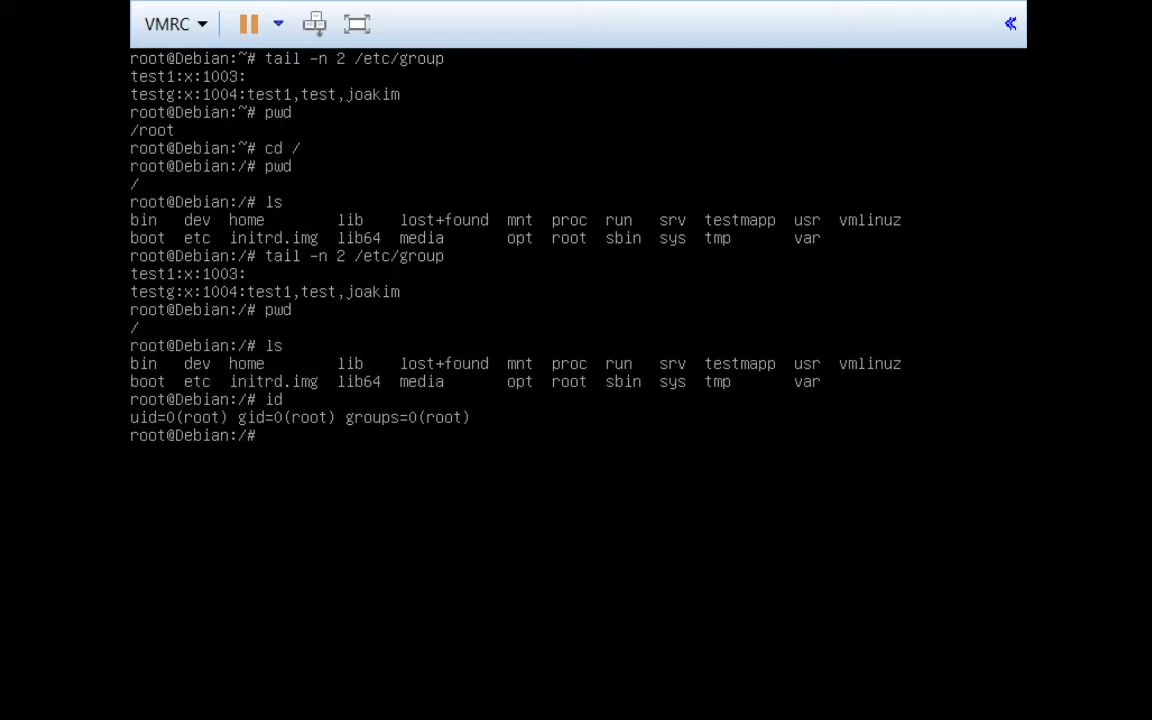 VMRC
root@Debian:~# tail -n 2 /etc/group
test1:x:1003:
testg:x:1004:test1,test,joakim
root@Debian:~# pwd
/root
root@Debian:~# cd /
root@Debian:/# pwd
/
root@Debian:/# ls
bin dev home lib lost+found mnt proc run srv testmapp usr vmlinuz
boot etc initrd.img lib64 media opt root sbin sys tmp var
root@Debian:/# tail -n 2 /etc/group
test1:x:1003:
testg:x:1004:test1,test,joakim
root@Debian:/# pwd
/
root@Debian:/# ls
bin dev home lib lost+found mnt proc run srv testmapp usr vmlinuz
boot etc initrd.img lib64 media opt root sbin sys tmp var
root@Debian:/# id
uid=0(root) gid=0(root) groups=0(root)
root@Debian:/#